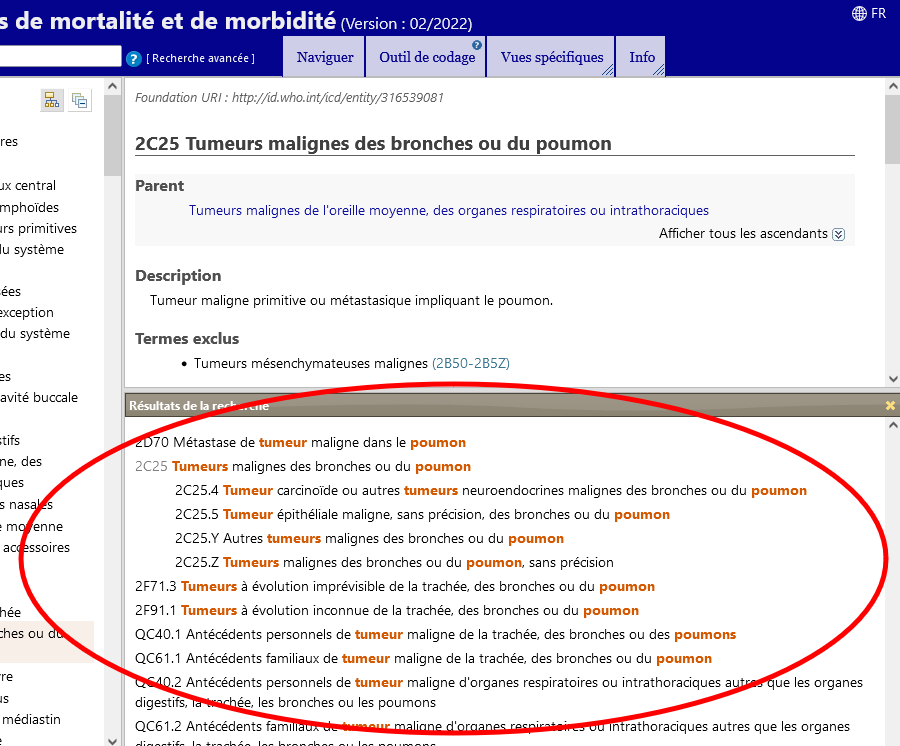 s de mortalité et de morbidité (Version : 02/2022)
FR
[ Recherche avancée ]
Naviguer
Outil de codage
Vues spécifiques
Info
res
ux central
mphoïdes
urs primitives
du système
sées
exception
du système
es
avité buccale
stifs
ne, des
ques
s nasales
e moyenne
accessoires
hée
ches ou du
re
us
médiastin
Foundation URI : http://id.who.int/icd/entity/316539081
2C25 Tumeurs malignes des bronches ou du poumon
Parent
Tumeurs malignes de l'oreille moyenne, des organes respiratoires ou intrathoraciques
Afficher tous les ascendants
Description
Tumeur maligne primitive ou métastasique impliquant le poumon.
Termes exclus
• Tumeurs mésenchymateuses malignes (2B50-2B5Z)
Résultats de la recherche
2D70 Métastase de tumeur maligne dans le poumon
2C25 Tumeurs malignes des bronches ou du poumon
2C25.4 Tumeur carcinoïde ou autres tumeurs neuroendocrines malignes des bronches ou du poumon
2C25.5 Tumeur épithéliale maligne, sans précision, des bronches ou du poumon
2C25.Y Autres tumeurs malignes des bronches ou du poumon
2C25.Z Tumeurs malignes des bronches ou du poumon, sans précision
2F71.3 Tumeurs à évolution imprévisible de la trachée, des bronches ou du poumon
2F91.1 Tumeurs à évolution inconnue de la trachée, des bronches ou du poumon
QC40.1 Antécédents personnels de tumeur maligne de la trachée, des bronches ou des poumons
QC61.1 Antécédents familiaux de tumeur maligne de la trachée, des bronches ou du poumon
QC40.2 Antécédents personnels de tumeur maligne d'organes respiratoires ou intrathoraciques autres que les organes
digestifs, la trachée, les bronches ou les poumons
QC61.2 Antécédents familiaux de tumeur maligne d'organes respiratoires ou intrathoraciques autres que les organes
digestifs, la trachée, les bronches ou les poumons